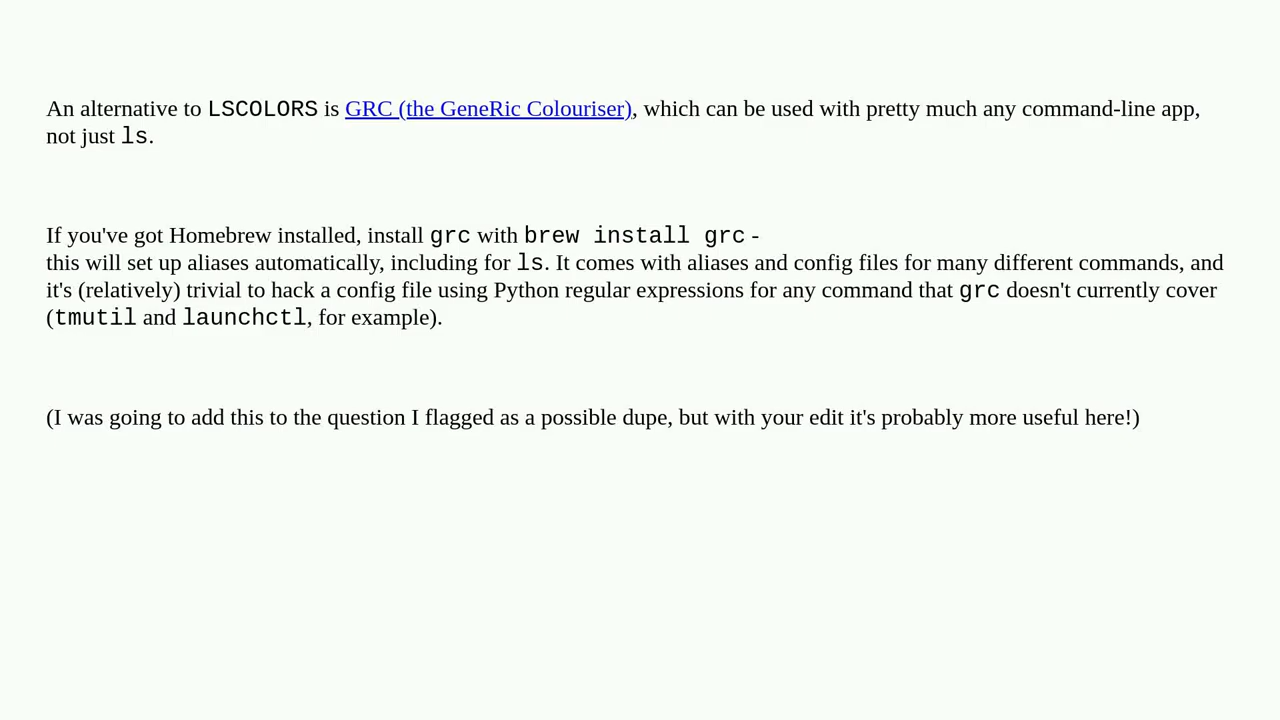 An alternative to LSCOLORS is GRC (the GeneRic Colouriser), which can be used with pretty much any command-line app,
not just ls.
If you've got Homebrew installed, install grc with brew install grc -
this will set up aliases automatically, including for ls. It comes with aliases and config files for many different commands, and
it's (relatively) trivial to hack a config file using Python regular expressions for any command that grc doesn't currently cover
(tmutil and launchctl, for example).
(I was going to add this to the question I flagged as a possible dupe, but with your edit it's probably more useful here!)